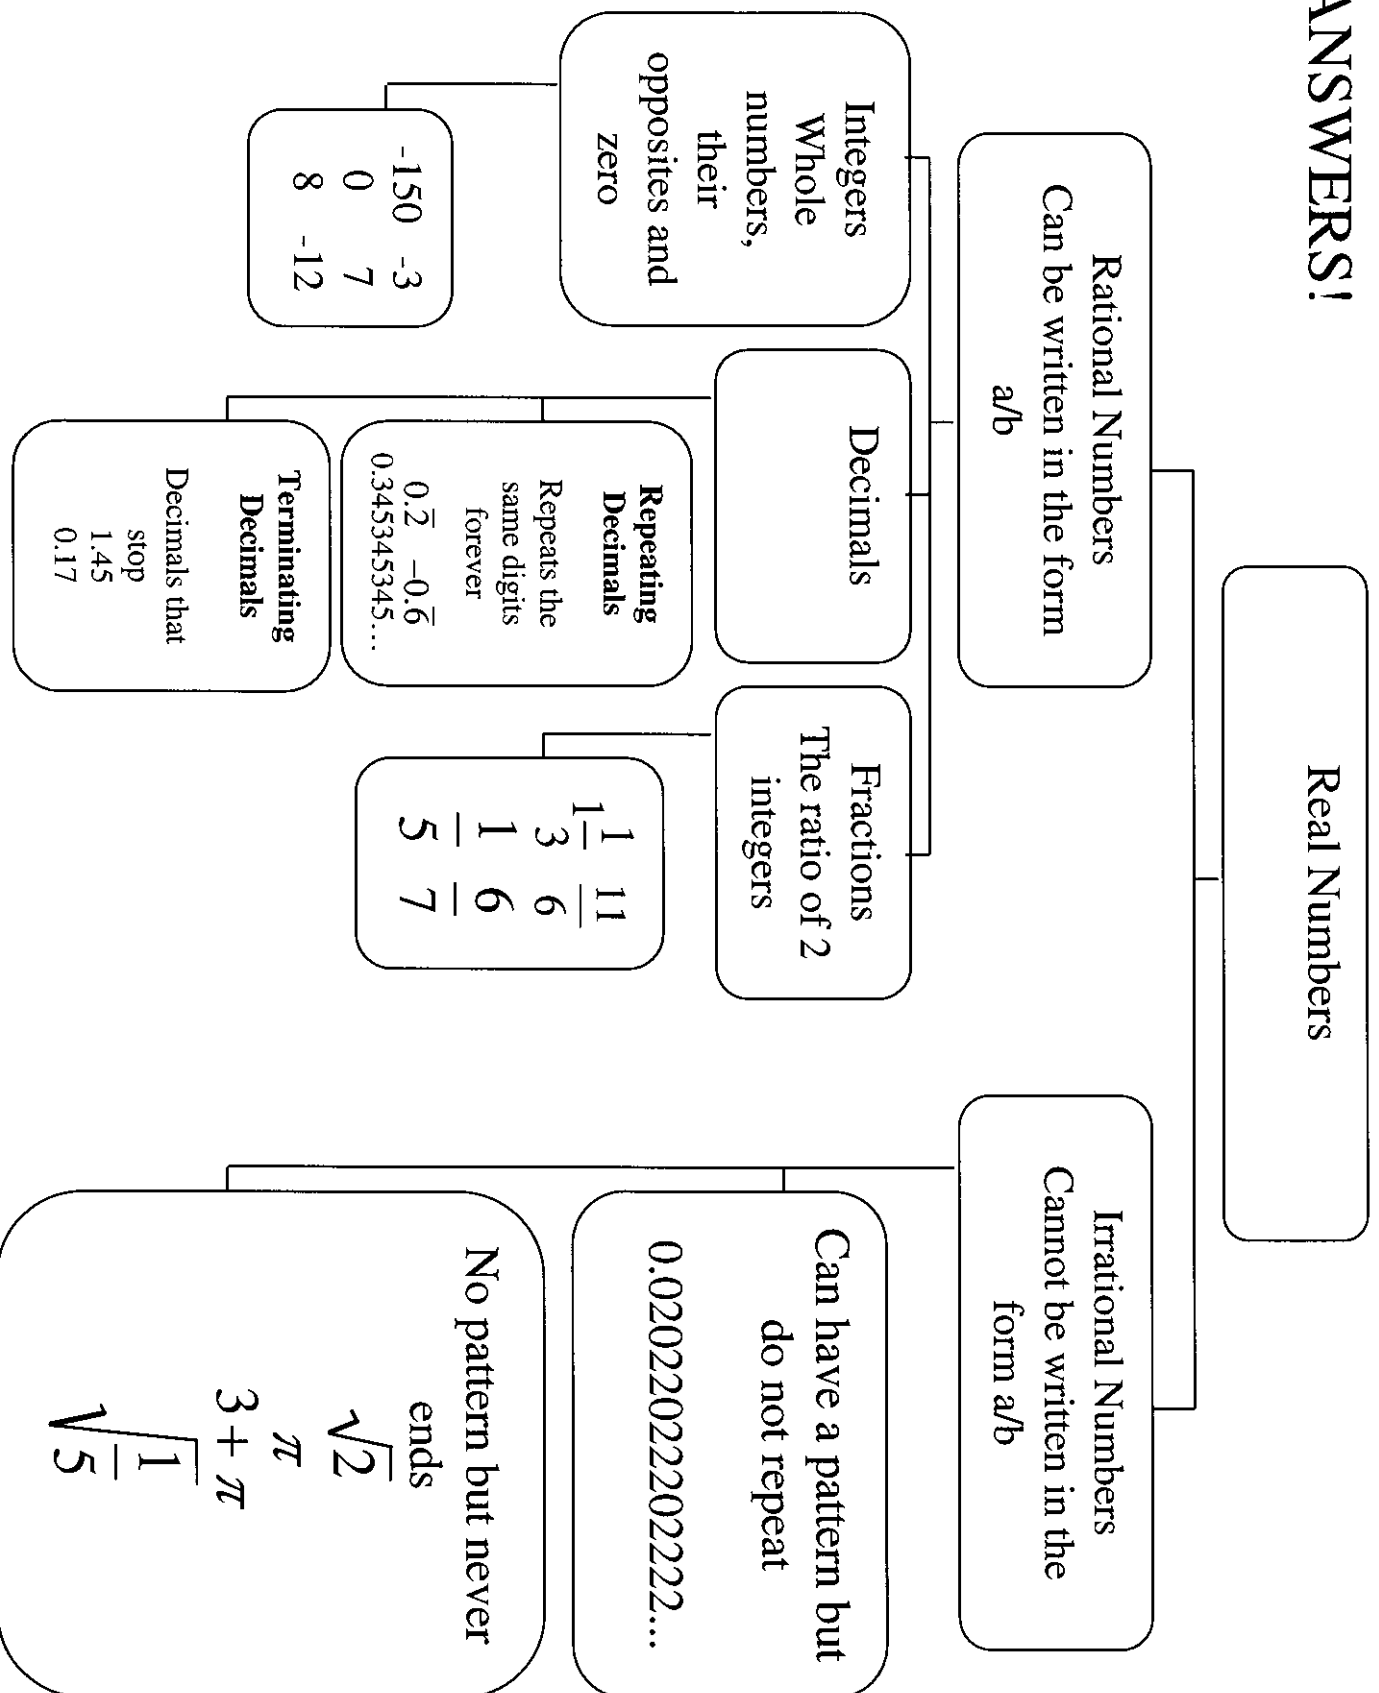 ANSWERS!
Real Numbers
Rational Numbers
Can be written in the form
a/b
Irrational Numbers
Cannot be written in the
form a/b
Integers
Whole
numbers,
their
opposites and
zero
-150 -3
0 7
8 -12
Decimals
Repeating
Decimals
Repeats the
same digits
forever
0.2̅ −0.6̅
0.345345345...
Terminating
Decimals
Decimals that
stop
1.45
0.17
Fractions
The ratio of 2
integers
1 1/3 11/6
1/5 6/7
Can have a pattern but
do not repeat
0.02022022202222...
No pattern but never
ends
√2
π
3 + π
√(1/5)